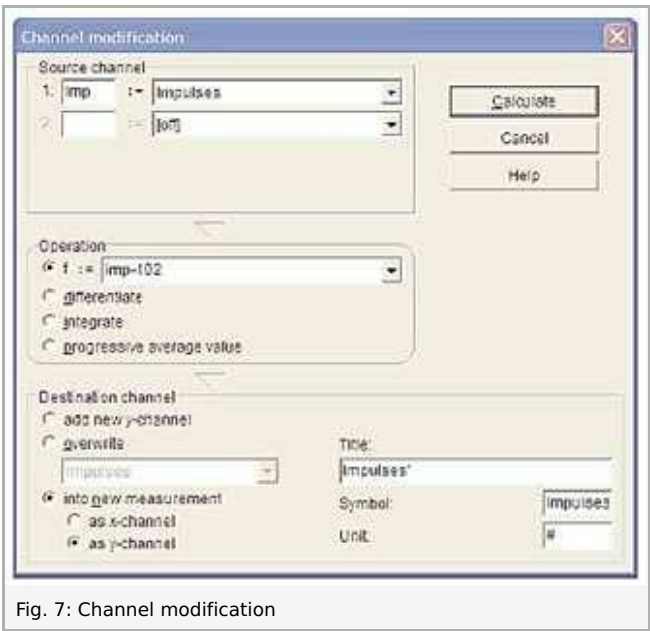 Channel modification
Source channel
1. Imp := Impulses
2. := [off]
Calculate
Cancel
Help
Operation
f := imp-102
differentiate
integrate
progressive average value
Destination channel
add new y-channel
overwrite
Impulses
into new measurement
as x-channel
as y-channel
Title:
Impulses'
Symbol: Impulses
Unit: #
Fig. 7: Channel modification